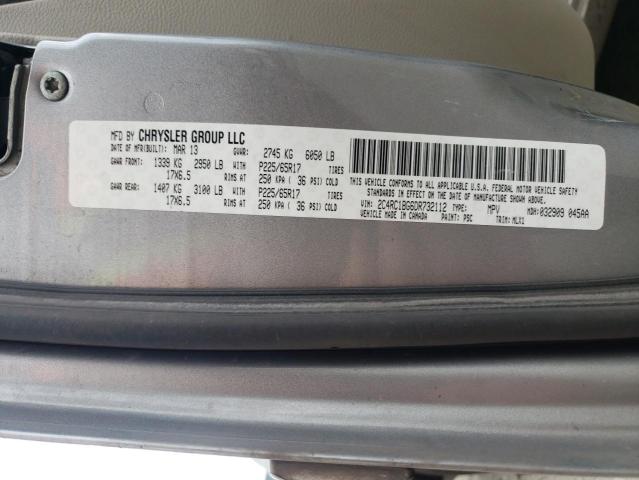 MFD BY CHRYSLER GROUP LLC
DATE OF MFR(BUILT): MAR 13 GVWR: 2745 KG 6050 LB
GAWR FRONT: 1339 KG 2950 LB WITH P225/65R17 TIRES
17X6.5 RIMS AT 250 KPA ( 36 PSI) COLD
GAWR REAR: 1407 KG 3100 LB WITH P225/65R17 TIRES
17X6.5 RIMS AT 250 KPA ( 36 PSI) COLD
THIS VEHICLE CONFORMS TO ALL APPLICABLE U.S.A. FEDERAL MOTOR VEHICLE SAFETY,
STANDARDS IN EFFECT ON THE DATE OF MANUFACTURE SHOWN ABOVE.
VIN: 2C4RC1BG6DR732112 TYPE: MPV MDH: 032909 045AA
VEHICLE MADE IN CANADA PAINT: PSC TRIM: MLX1